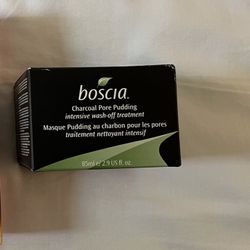 boscia.
Charcoal Pore Pudding
intensive wash-off treatment
Masque Pudding au charbon pour les pores
traitement nettoyant intensif
85ml e 2.9 US fl. oz.